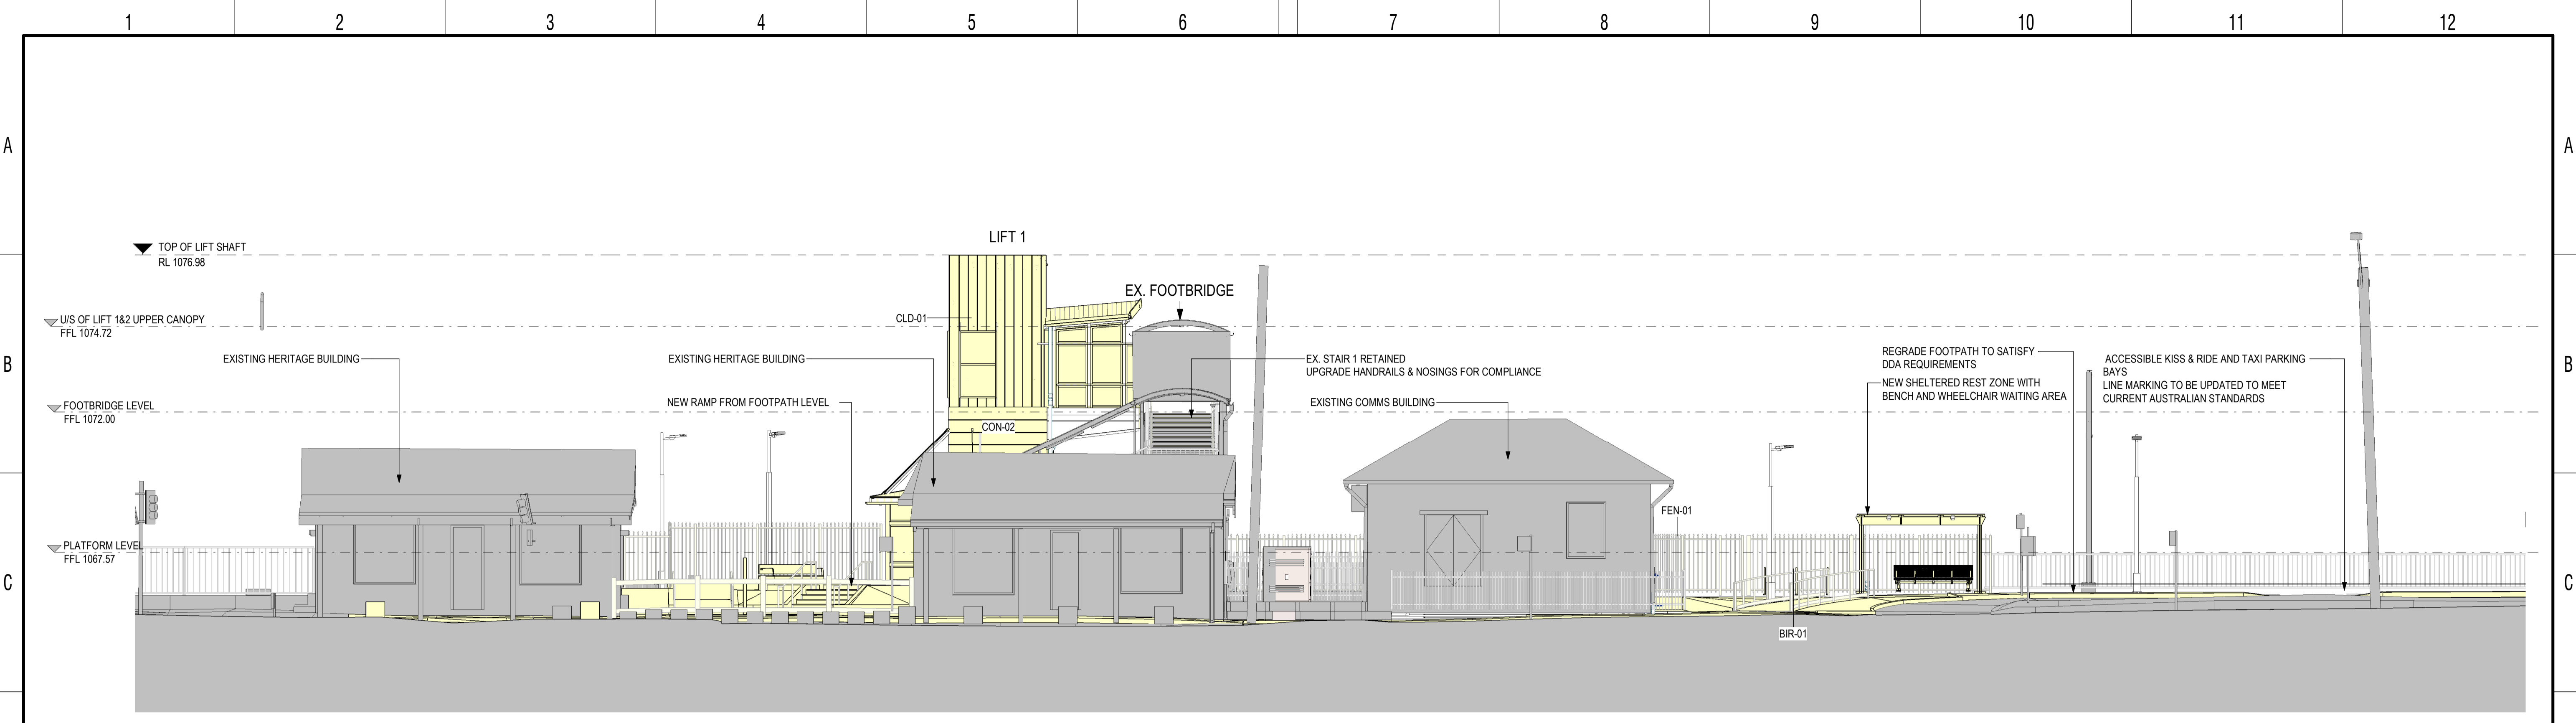 1 2 3 4 5 6 7 8 9 10 11 12
A A
TOP OF LIFT SHAFT
RL 1076.98
LIFT 1
EX. FOOTBRIDGE
U/S OF LIFT 1&2 UPPER CANOPY
FFL 1074.72
CLD-01
B B
EXISTING HERITAGE BUILDING
EXISTING HERITAGE BUILDING
EX. STAIR 1 RETAINED
UPGRADE HANDRAILS & NOSINGS FOR COMPLIANCE
REGRADE FOOTPATH TO SATISFY
DDA REQUIREMENTS
NEW SHELTERED REST ZONE WITH
BENCH AND WHEELCHAIR WAITING AREA
ACCESSIBLE KISS & RIDE AND TAXI PARKING
BAYS
LINE MARKING TO BE UPDATED TO MEET
CURRENT AUSTRALIAN STANDARDS
FOOTBRIDGE LEVEL
FFL 1072.00
NEW RAMP FROM FOOTPATH LEVEL
EXISTING COMMS BUILDING
CON-02
FEN-01
PLATFORM LEVEL
FFL 1067.57
C C
BIR-01